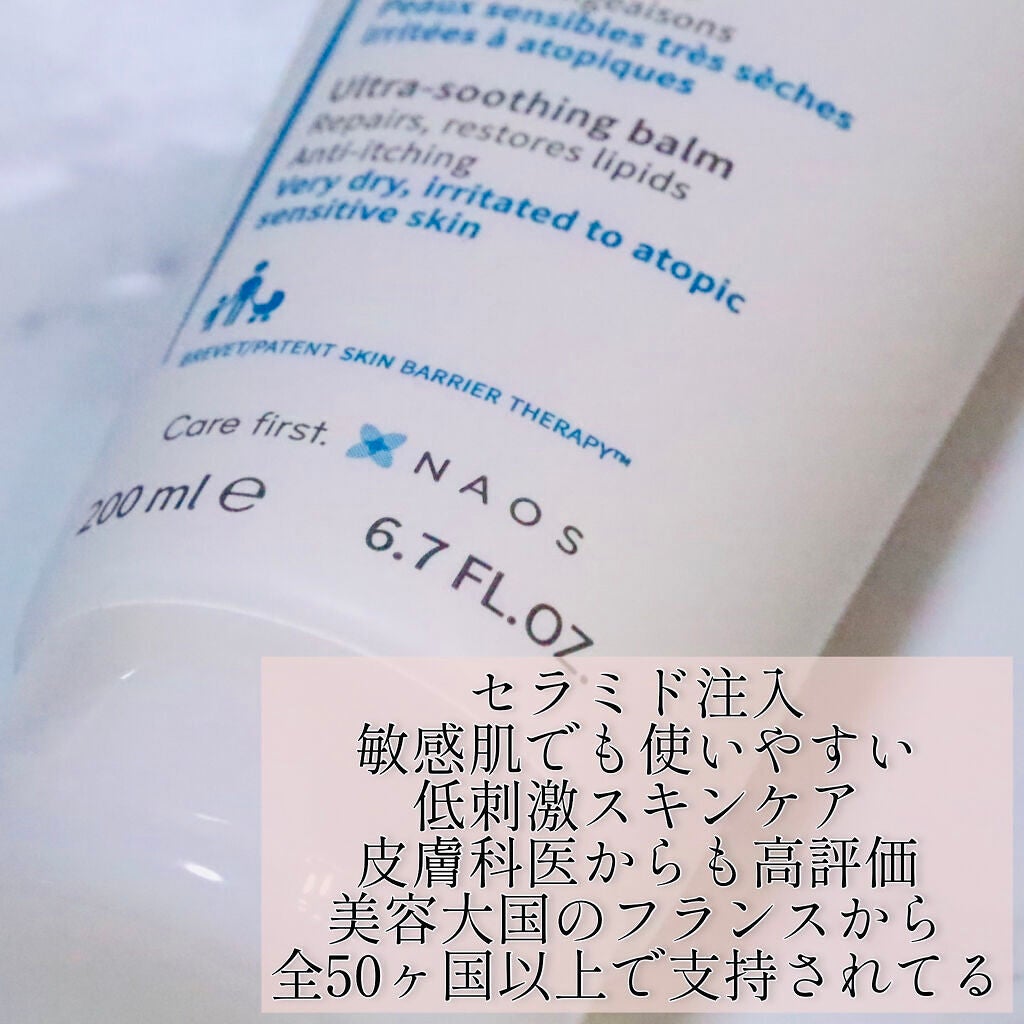 peaux sensibles très sèches
irritées à atopiques
Ultra-soothing balm
Repairs, restores lipids
Anti-itching
Very dry, irritated to atopic
sensitive skin
BREVET/PATENT SKIN BARRIER THERAPY™
Care first. NAOS
200 ml e 6.7 FL.OZ.
セラミド注入
敏感肌でも使いやすい
低刺激スキンケア
皮膚科医からも高評価
美容大国のフランスから
全50ヶ国以上で支持されてる